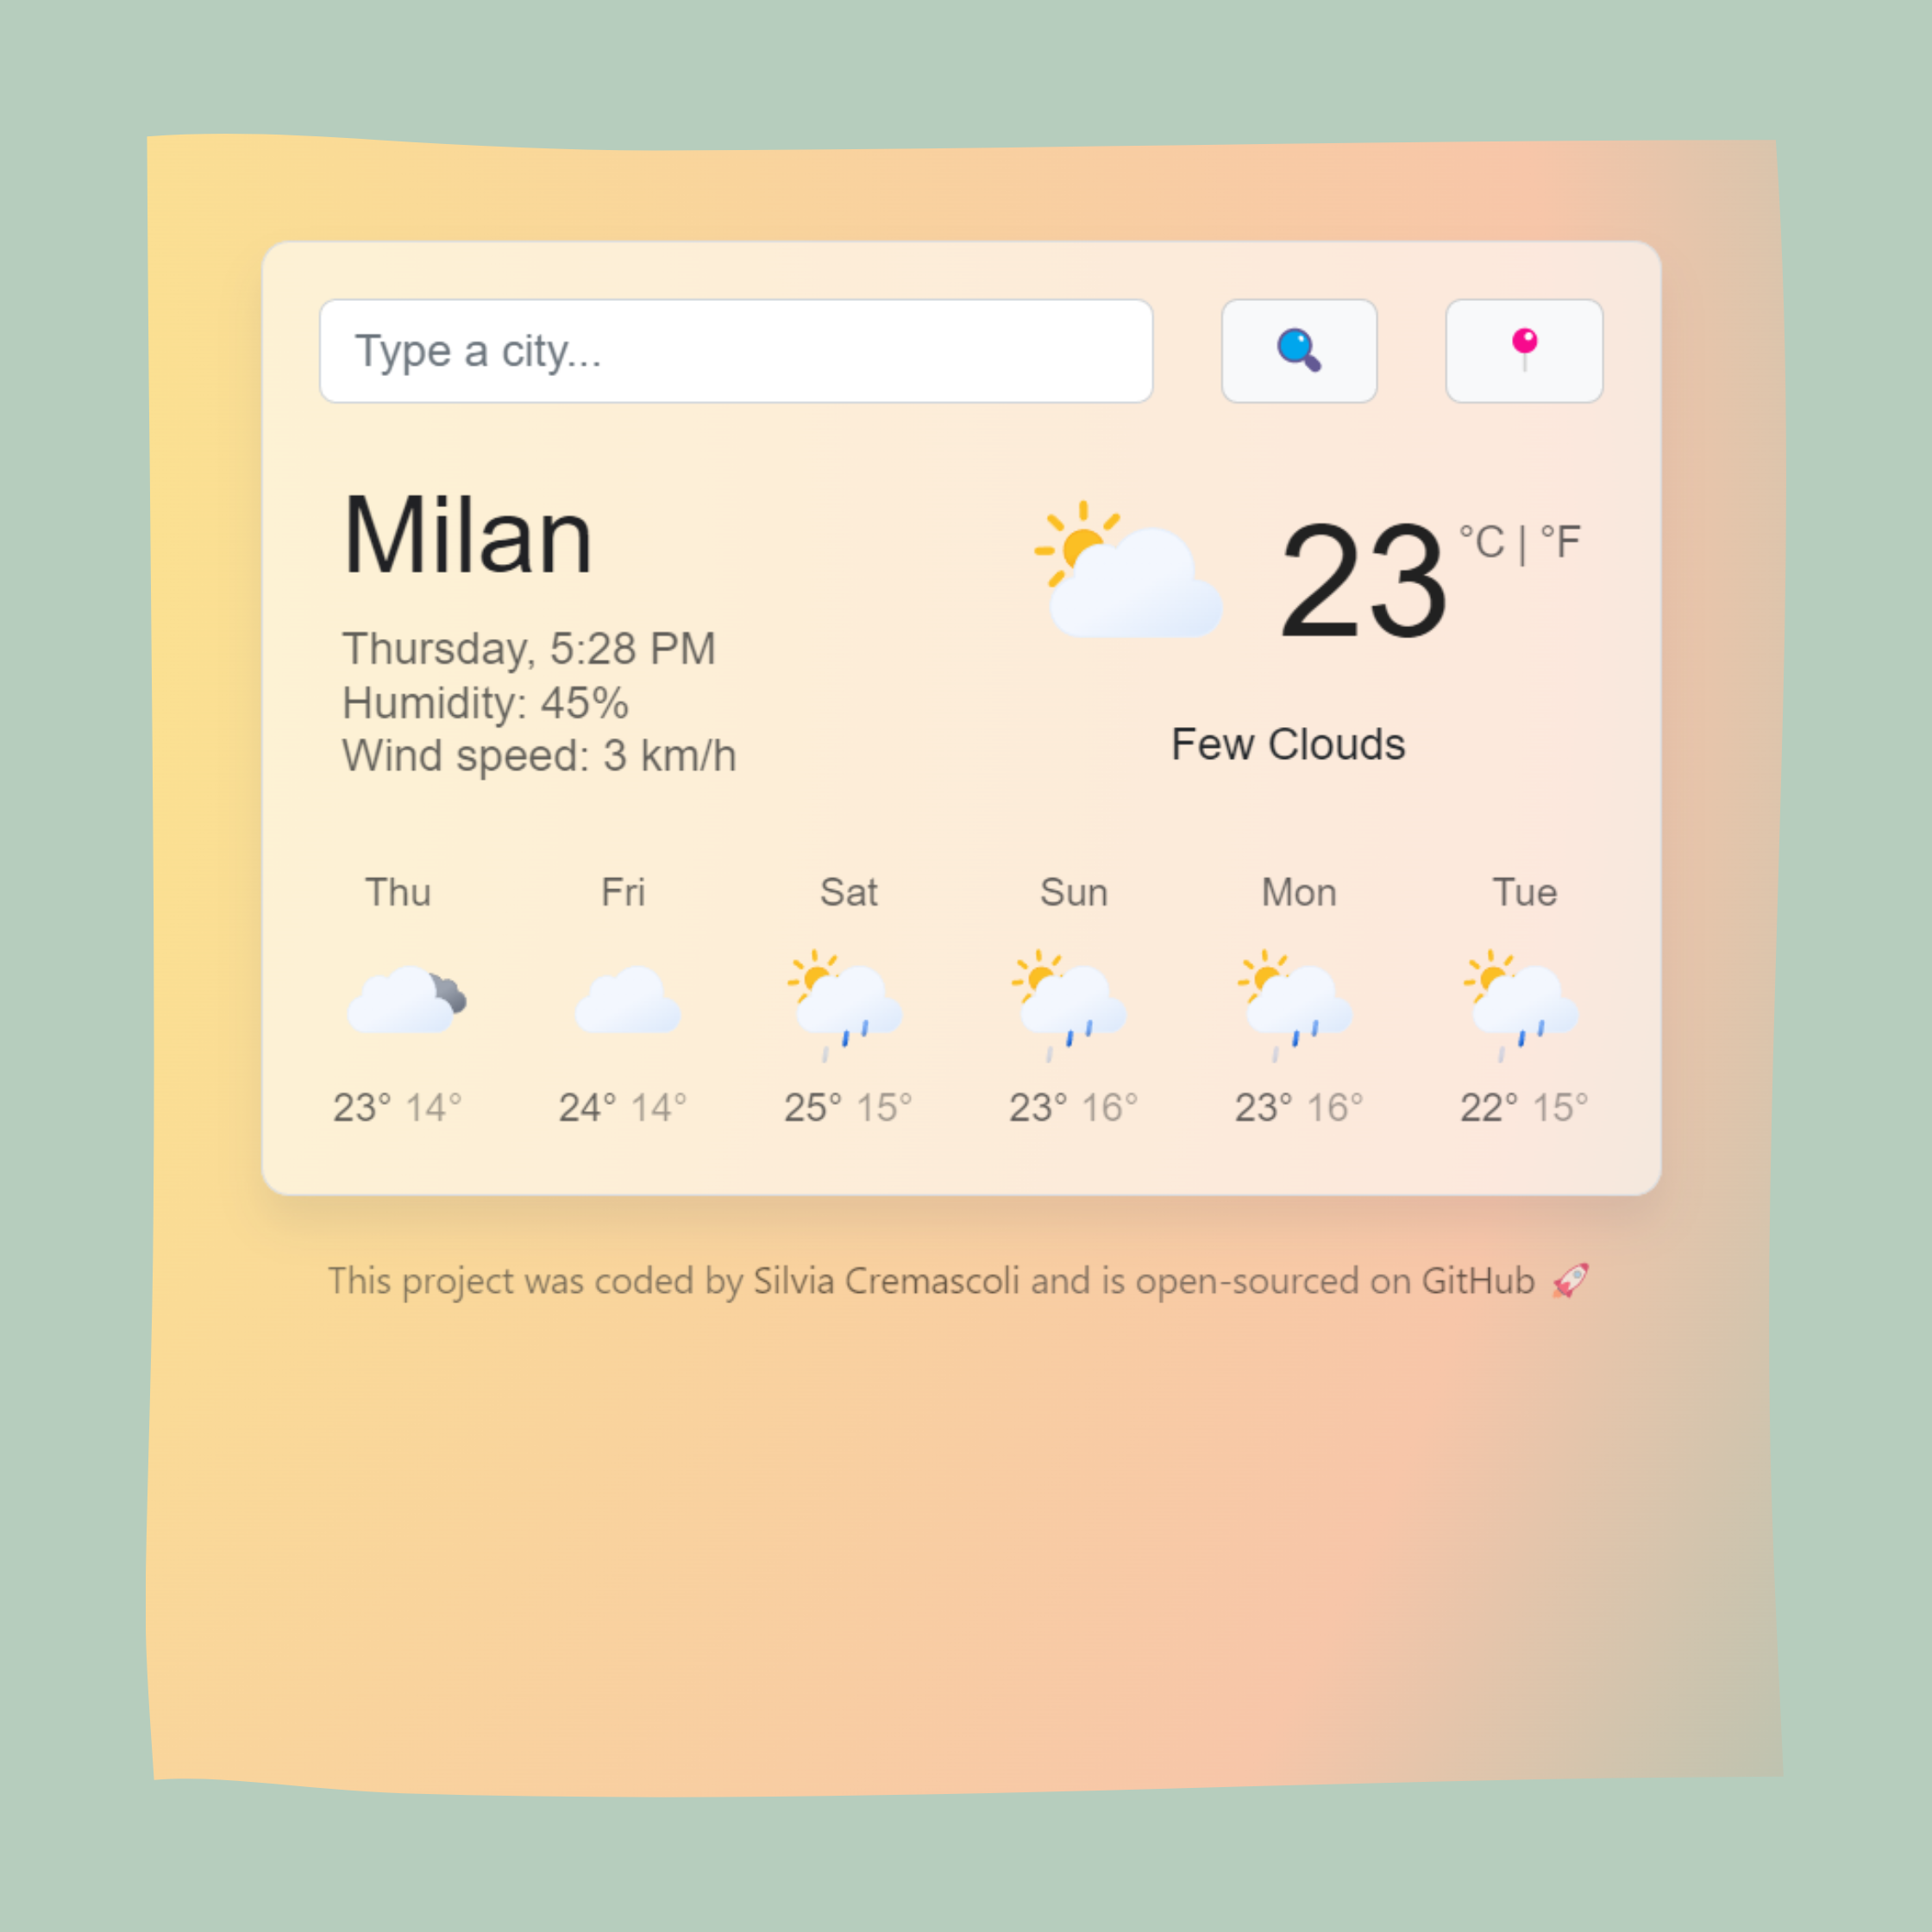 Type a city...
Milan
23 °C | °F
Thursday, 5:28 PM
Humidity: 45%
Wind speed: 3 km/h
Few Clouds
Thu Fri Sat Sun Mon Tue
23° 14° 24° 14° 25° 15° 23° 16° 23° 16° 22° 15°
This project was coded by Silvia Cremascoli and is open-sourced on GitHub 🚀